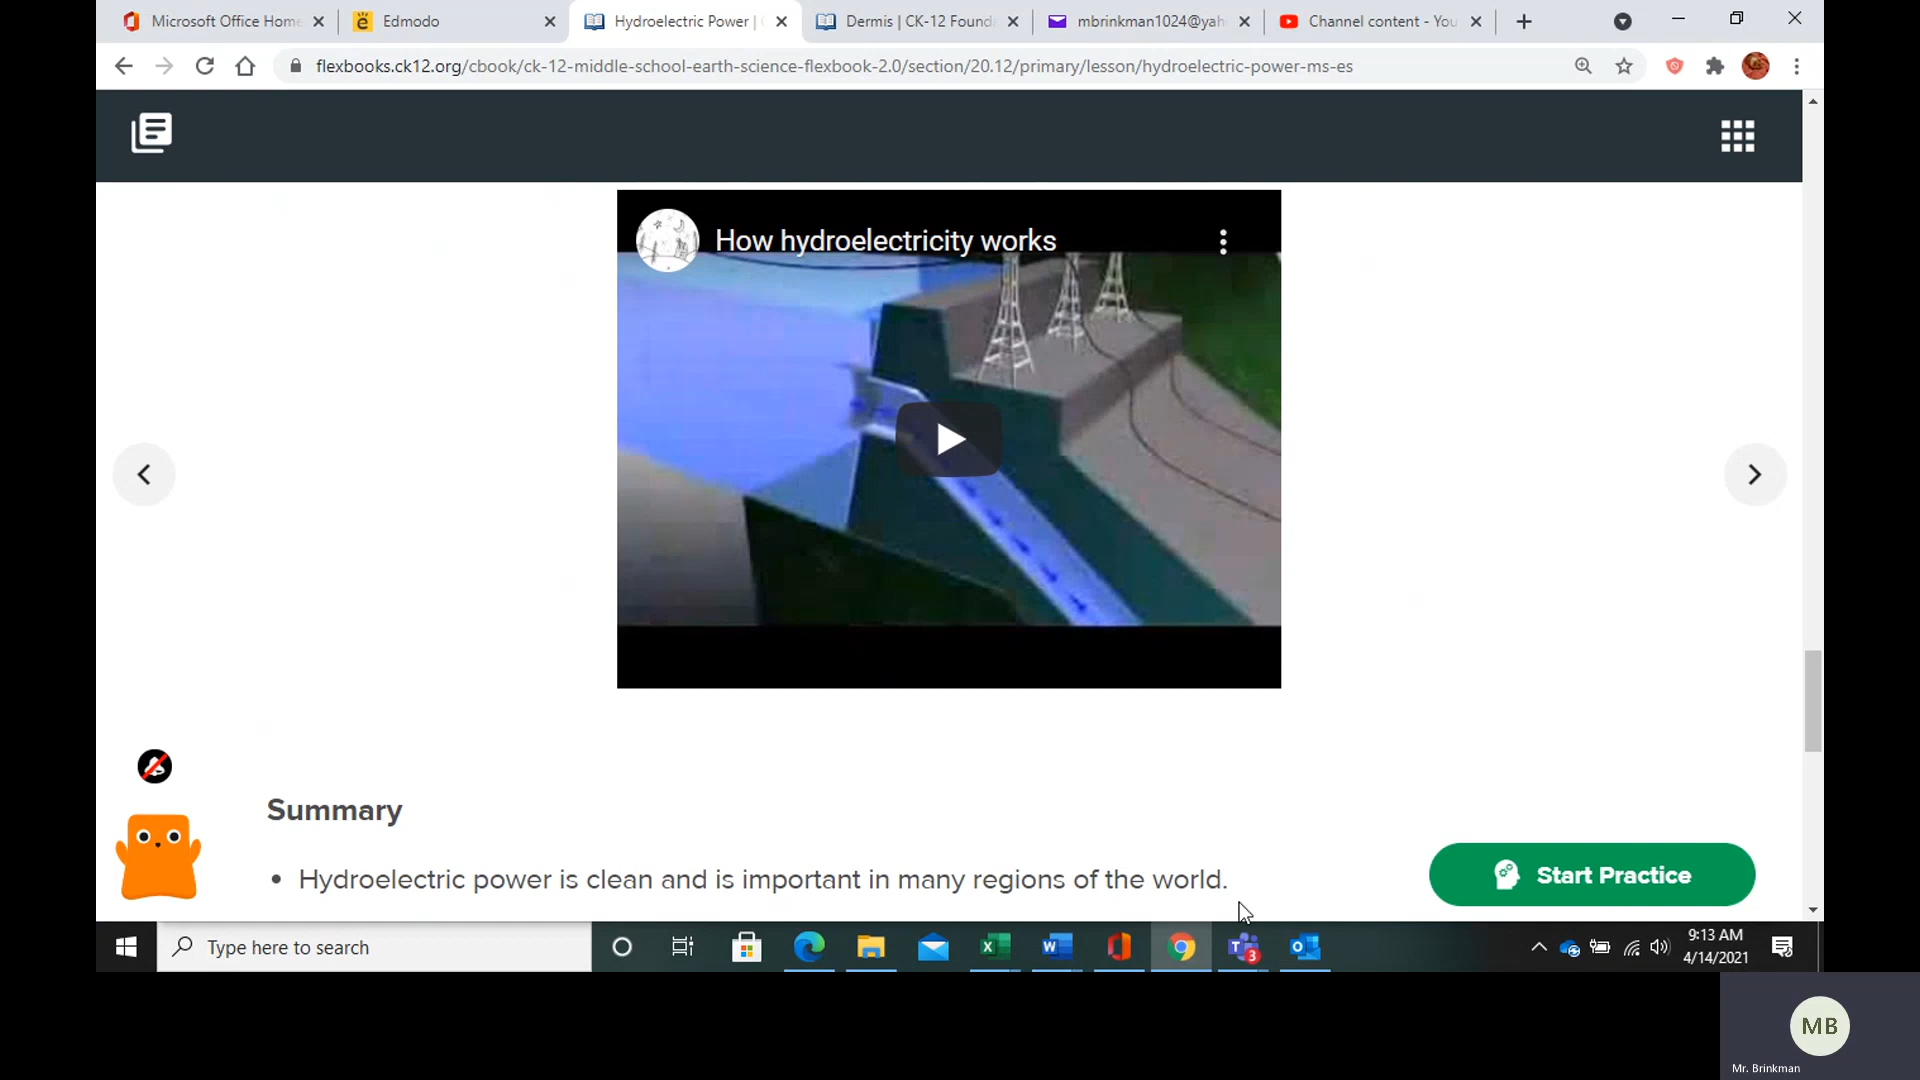 Microsoft Office Home
Edmodo
Hydroelectric Power |
Dermis | CK-12 Founda
mbrinkman1024@yah
Channel content - You
flexbooks.ck12.org/cbook/ck-12-middle-school-earth-science-flexbook-2.0/section/20.12/primary/lesson/hydroelectric-power-ms-es
How hydroelectricity works
Summary
• Hydroelectric power is clean and is important in many regions of the world.
Start Practice
Type here to search
3
9:13 AM
4/14/2021
MB
Mr. Brinkman